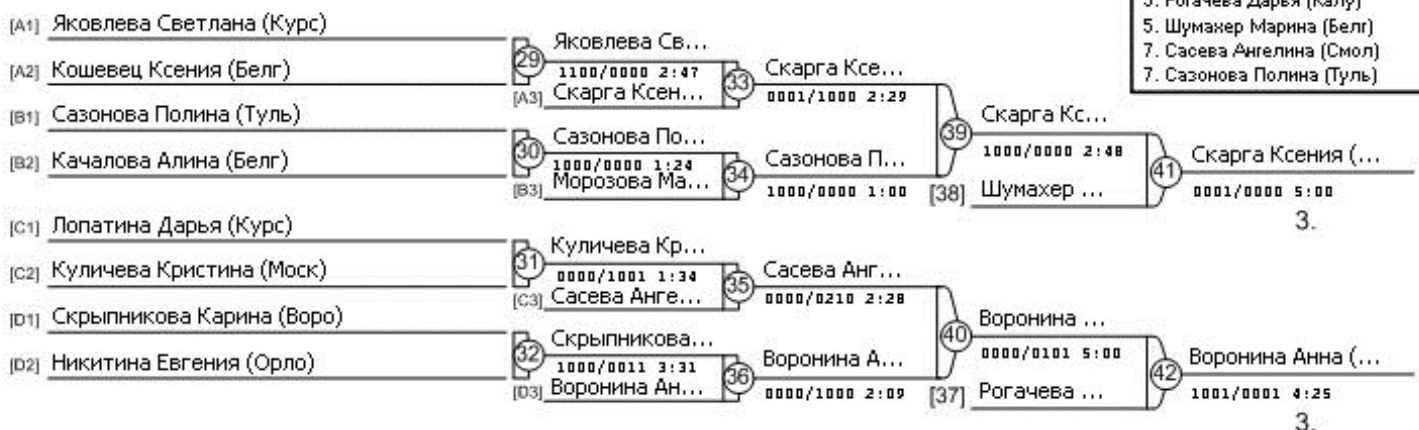 5. Рогачева Дарья (Калу)
5. Шумахер Марина (Белг)
7. Сасева Ангелина (Смол)
7. Сазонова Полина (Туль)
[A1] Яковлева Светлана (Курс)
[A2] Кошевец Ксения (Белг)
[B1] Сазонова Полина (Туль)
[B2] Качалова Алина (Белг)
[C1] Лопатина Дарья (Курс)
[C2] Куличева Кристина (Моск)
[D1] Скрыпникова Карина (Воро)
[D2] Никитина Евгения (Орло)
29 Яковлева Св...
1100/0000 2:47
[A3] Скарга Ксен...
30 Сазонова По...
1000/0000 1:24
[B3] Морозова Ма...
31 Куличева Кр...
0000/1001 1:34
[C3] Сасева Анге...
32 Скрыпникова...
1000/0011 3:31
[D3] Воронина Ан...
33 Скарга Ксе...
0001/1000 2:29
34 Сазонова П...
1000/0000 1:00
35 Сасева Анг...
0000/0210 2:28
36 Воронина А...
0000/1000 2:09
39 Скарга Кс...
1000/0000 2:48
[38] Шумахер ...
40 Воронина ...
0000/0101 5:00
[37] Рогачева ...
41 Скарга Ксения (...
0001/0000 5:00
3.
42 Воронина Анна (...
1001/0001 4:25
3.